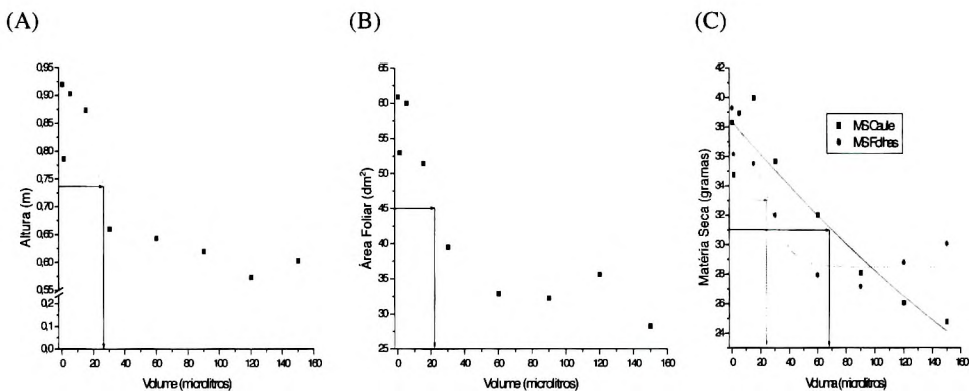 (A)
(B)
(C)
0,95
0,90
0,85
0,80
0,75
0,70
0,65
0,60
0,55
0,2
0,1
0,0
Altura (m)
0 20 40 60 80 100 120 140 160
Volume (microlitros)
65
60
55
50
45
40
35
30
25
Área Foliar (dm²)
0 20 40 60 80 100 120 140 160
Volume (microlitros)
42
40
38
36
34
32
30
28
26
24
Matéria Seca (gramas)
MSCaule
MSFolhas
0 20 40 60 80 100 120 140 160
Volume (microlitros)